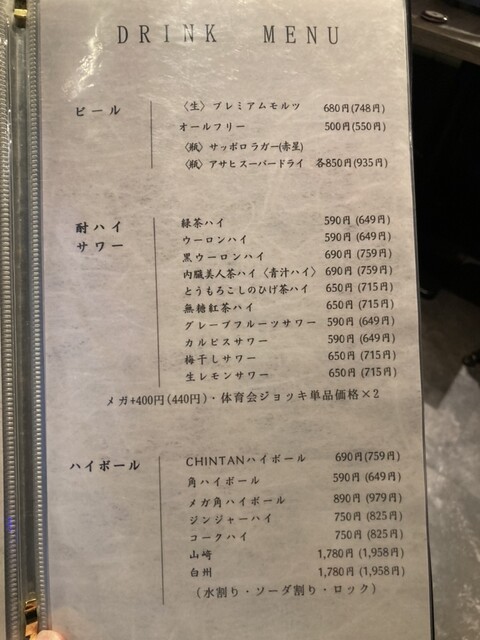 DRINK MENU
ビール
〈生〉プレミアムモルツ 680円(748円)
オールフリー 500円(550円)
〈瓶〉サッポロラガー(赤星)
〈瓶〉アサヒスーパードライ 各850円(935円)
酎ハイ
サワー
緑茶ハイ 590円(649円)
ウーロンハイ 590円(649円)
黒ウーロンハイ 690円(759円)
内臓美人茶ハイ〈青汁ハイ〉 690円(759円)
とうもろこしのひげ茶ハイ 650円(715円)
無糖紅茶ハイ 650円(715円)
グレープフルーツサワー 590円(649円)
カルピスサワー 590円(649円)
梅干しサワー 650円(715円)
生レモンサワー 650円(715円)
メガ+400円(440円)・体育会ジョッキ単品価格×2
ハイボール
CHINTANハイボール 690円(759円)
角ハイボール 590円(649円)
メガ角ハイボール 890円(979円)
ジンジャーハイ 750円(825円)
コークハイ 750円(825円)
山崎 1,780円(1,958円)
白州 1,780円(1,958円)
(水割り・ソーダ割り・ロック)